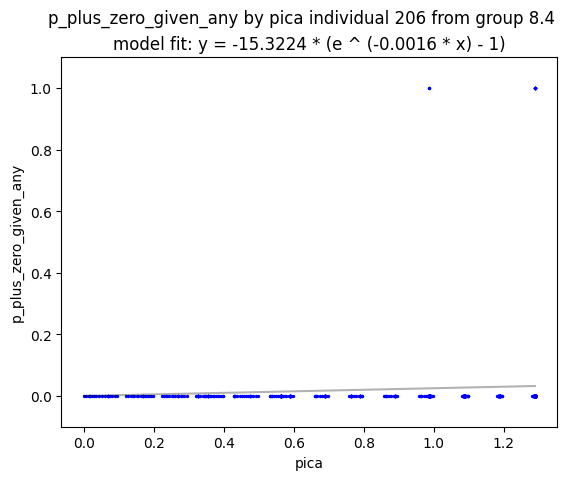 p_plus_zero_given_any by pica individual 206 from group 8.4
model fit: y = -15.3224 * (e ^ (-0.0016 * x) - 1)
1.0
0.8
0.6
0.4
0.2
0.0
p_plus_zero_given_any
0.0 0.2 0.4 0.6 0.8 1.0 1.2
pica